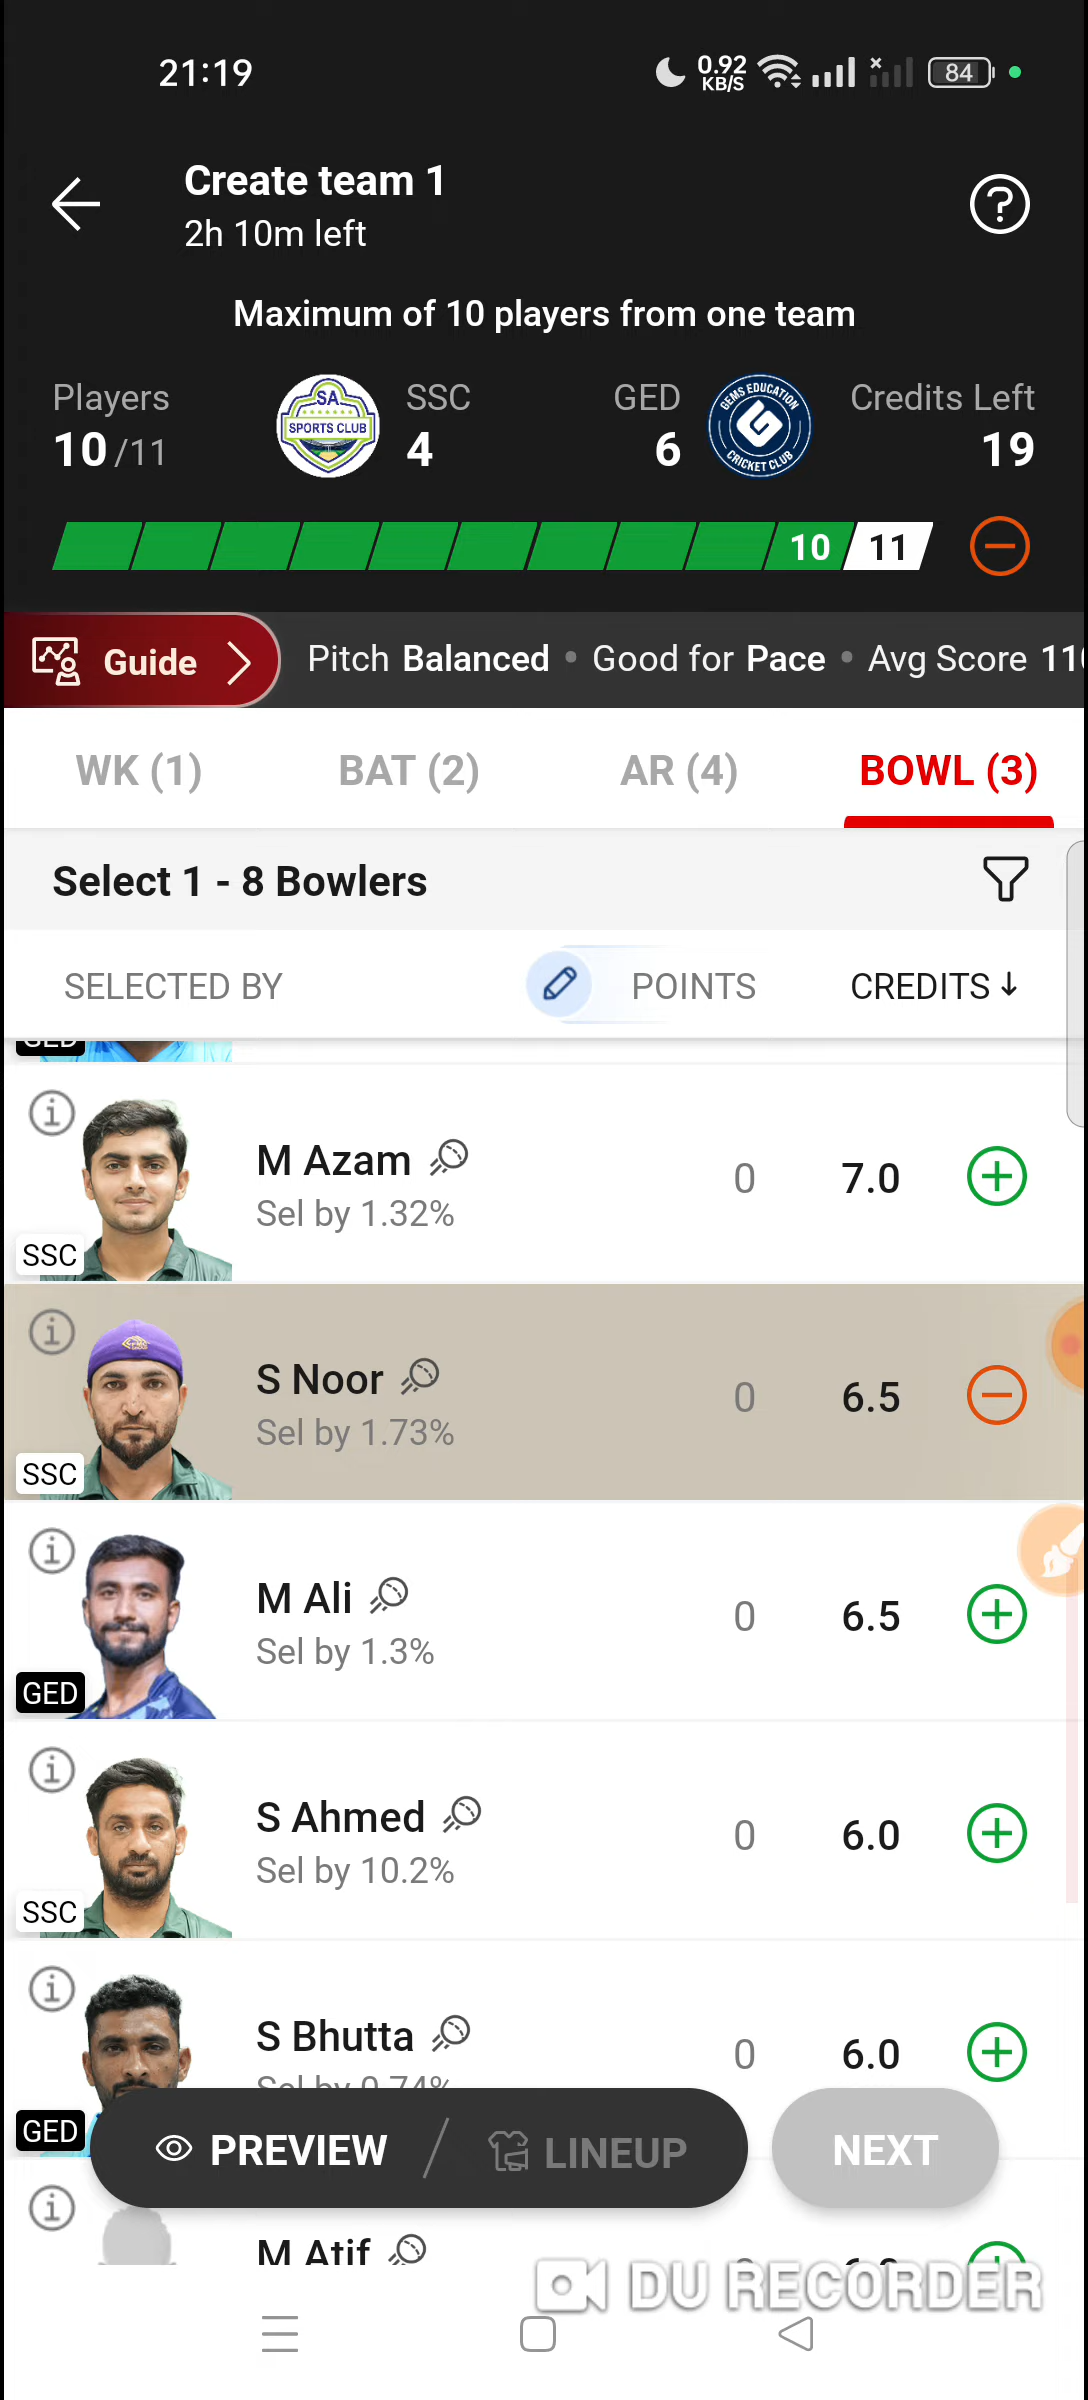 21:19
0.92
KB/S
84
Create team 1
2h 10m left
Maximum of 10 players from one team
Players
10 /11
SA
SPORTS CLUB
SSC
4
GED
6
GEMS EDUCATION
CRICKET CLUB
Credits Left
19
10
11
Guide
Pitch Balanced • Good for Pace • Avg Score
WK (1)
BAT (2)
AR (4)
BOWL (3)
Select 1 - 8 Bowlers
SELECTED BY
POINTS
CREDITS ↓
GED
M Azam
Sel by 1.32%
SSC
0
7.0
S Noor
Sel by 1.73%
SSC
0
6.5
M Ali
Sel by 1.3%
GED
0
6.5
S Ahmed
Sel by 10.2%
SSC
0
6.0
S Bhutta
Sel by 0.74%
GED
0
6.0
PREVIEW
LINEUP
NEXT
M Atif
DU RECORDER